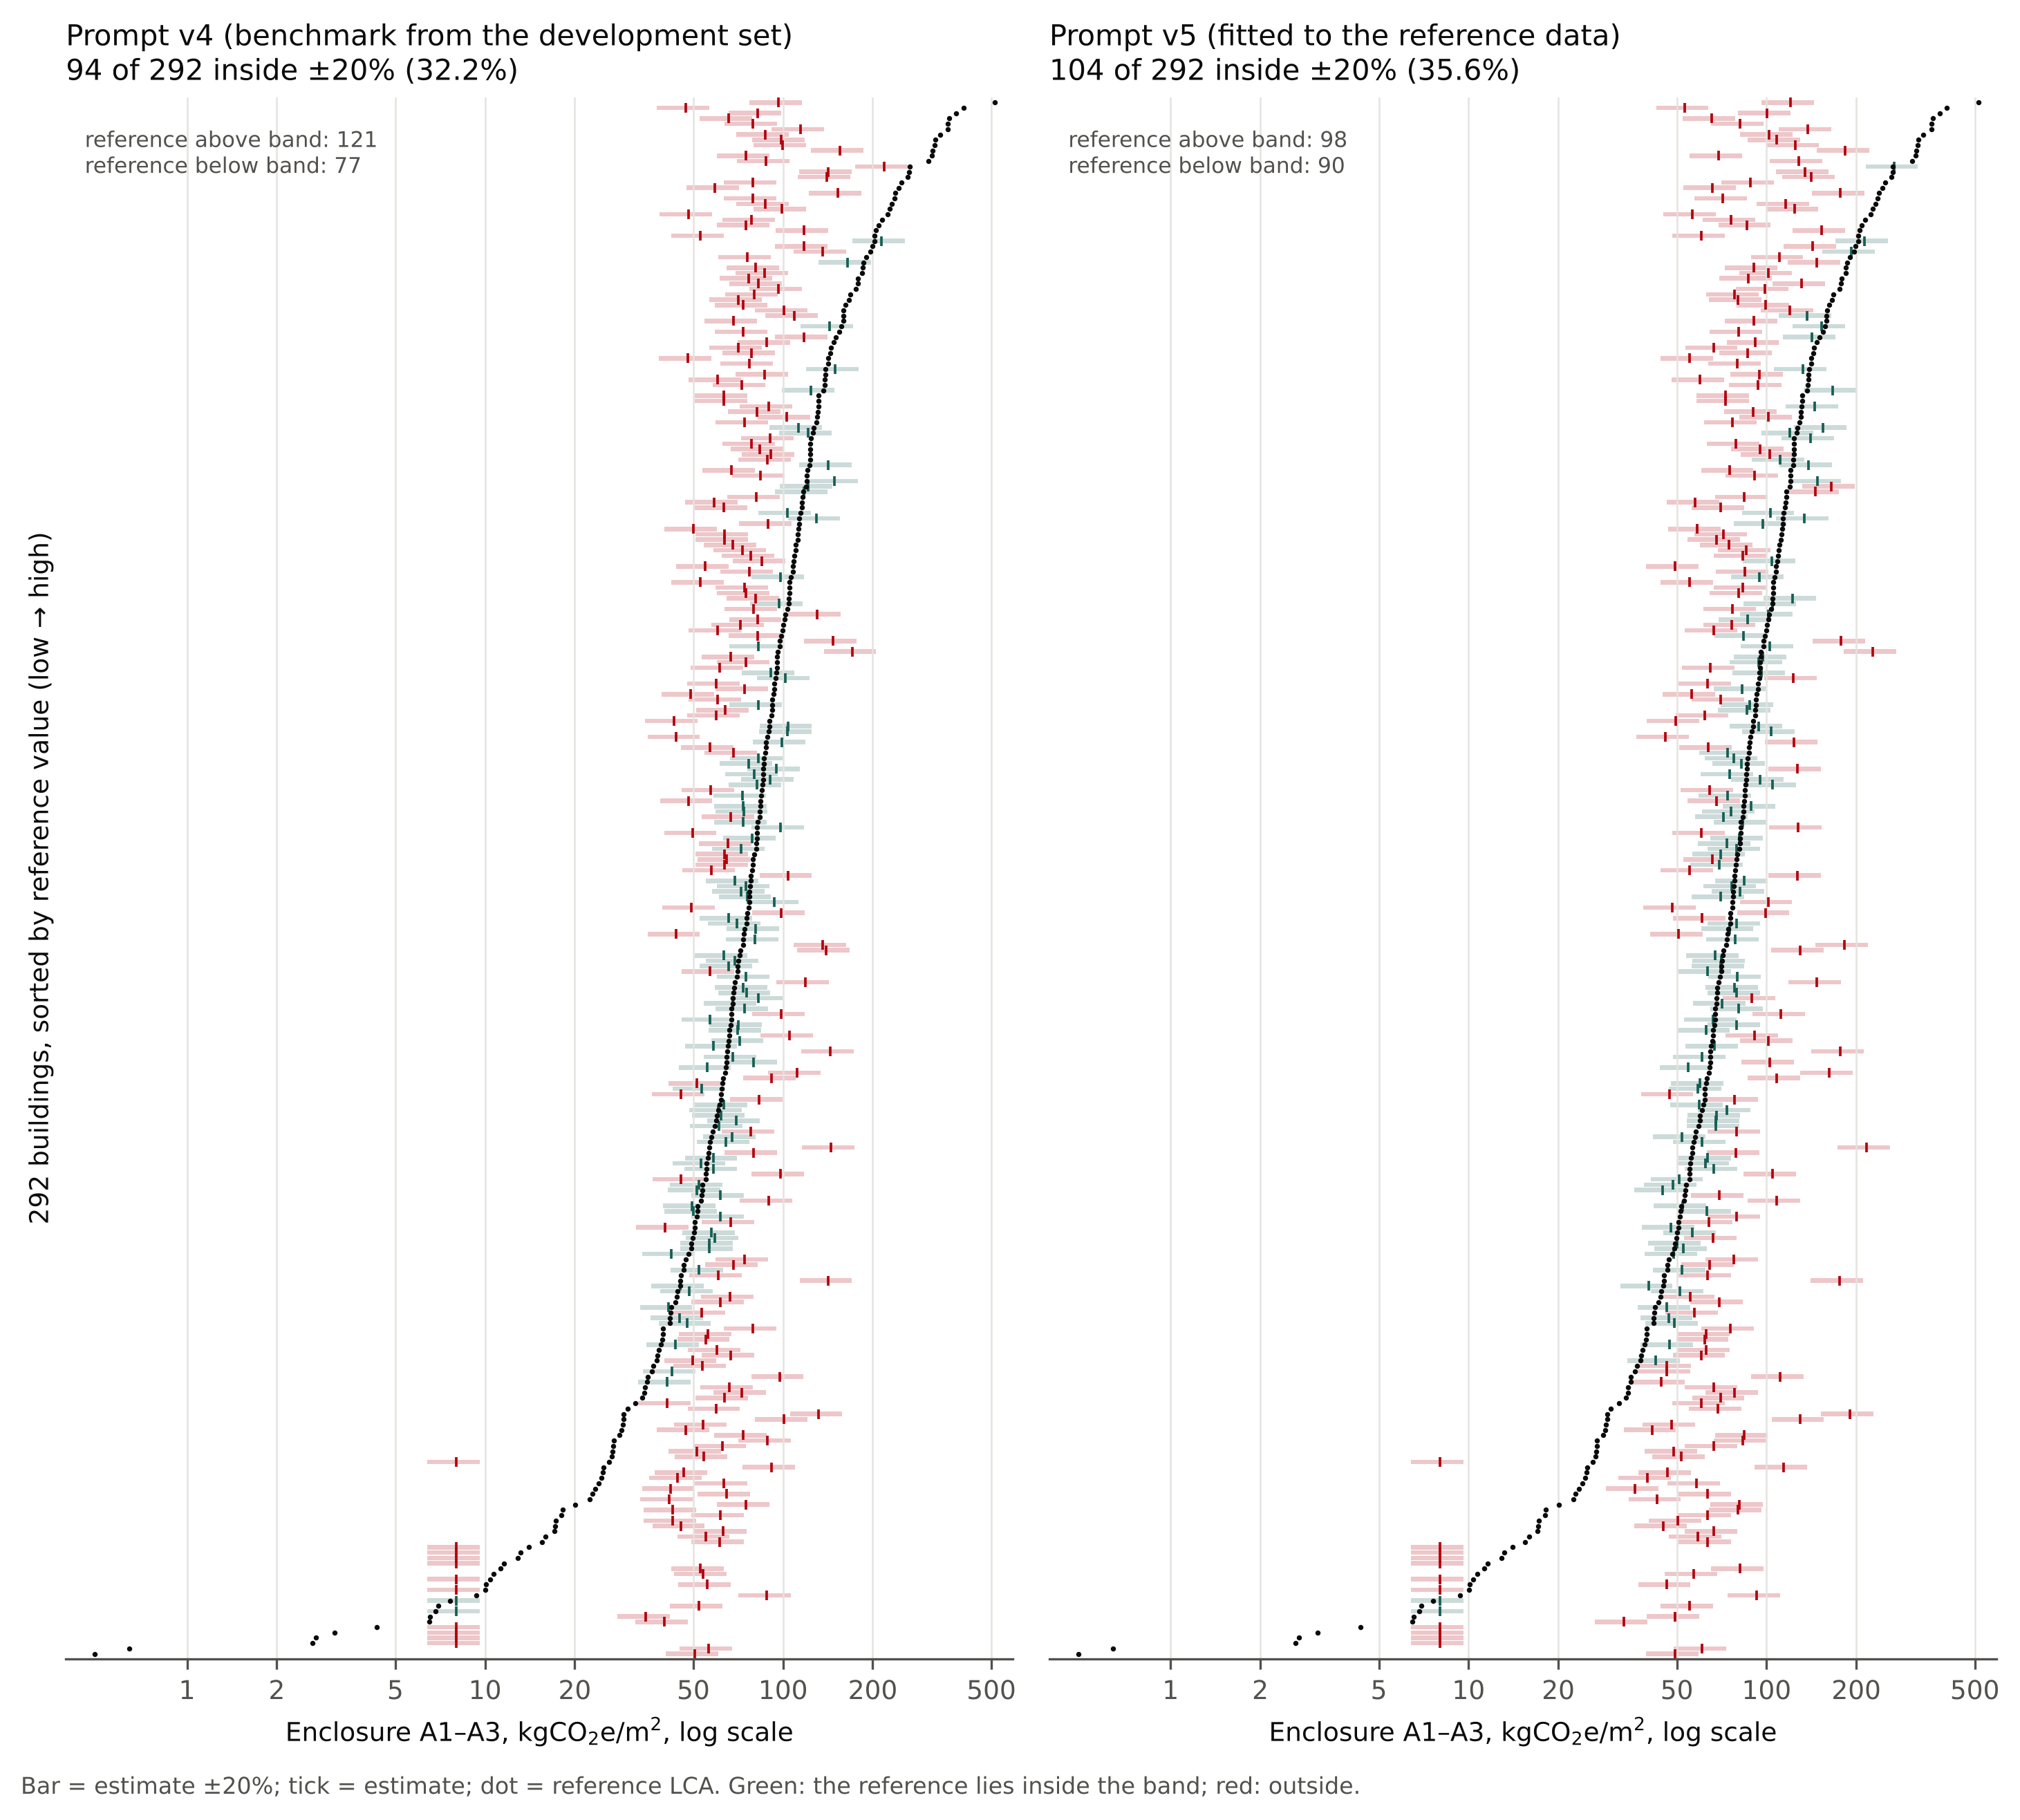 Prompt v4 (benchmark from the development set)
94 of 292 inside ±20% (32.2%)
reference above band: 121
reference below band: 77
Prompt v5 (fitted to the reference data)
104 of 292 inside ±20% (35.6%)
reference above band: 98
reference below band: 90
292 buildings, sorted by reference value (low → high)
1 2 5 10 20 50 100 200 500
Enclosure A1–A3, kgCO₂e/m², log scale
1 2 5 10 20 50 100 200 500
Enclosure A1–A3, kgCO₂e/m², log scale
Bar = estimate ±20%; tick = estimate; dot = reference LCA. Green: the reference lies inside the band; red: outside.